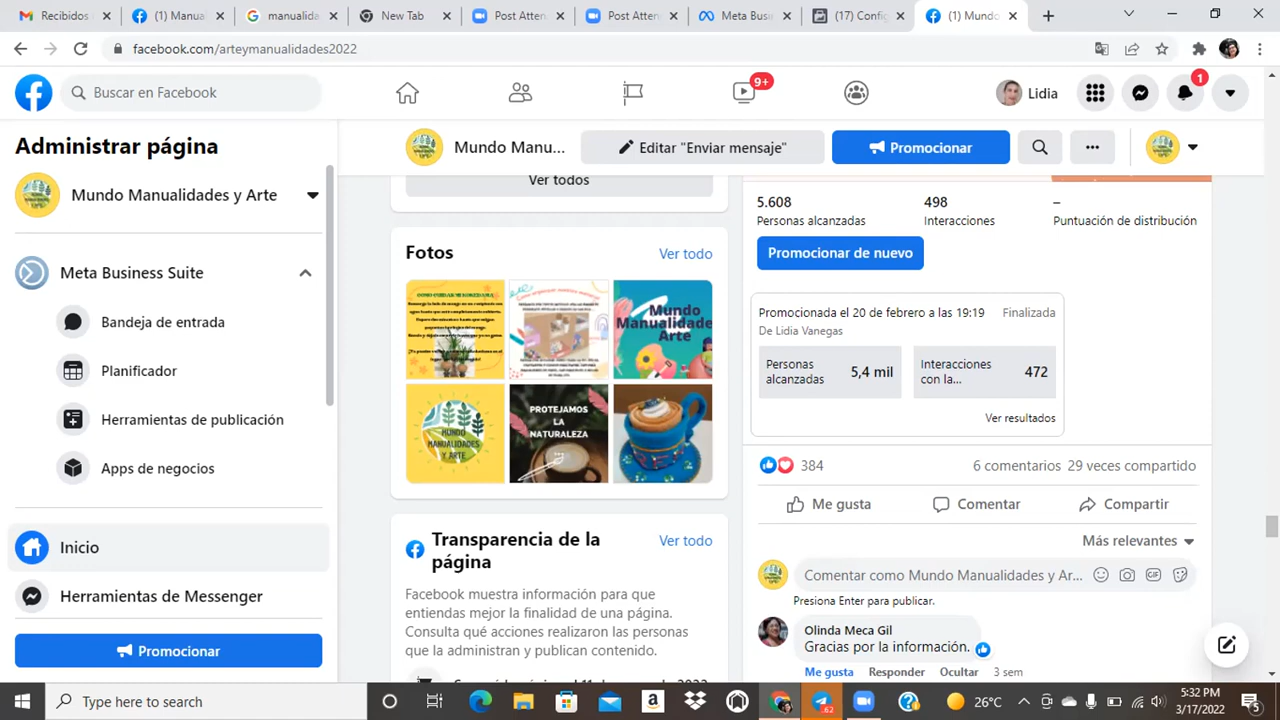 Recibidos
(1) Manua
manualida
New Tab
Post Atten
Post Atten
Meta Busi
(17) Config
(1) Mundo
facebook.com/arteymanualidades2022
Buscar en Facebook
9+
Lidia
1
Administrar página
Mundo Manualidades y Arte
Meta Business Suite
Bandeja de entrada
Planificador
Herramientas de publicación
Apps de negocios
Inicio
Herramientas de Messenger
Promocionar
Mundo Manu...
Editar "Enviar mensaje"
Promocionar
Ver todos
Fotos
Ver todo
Mundo
Manualidades
Arte
MUNDO
MANUALIDADES
Y ARTE
PROTEJAMOS
LA
NATURALEZA
Transparencia de la
página
Ver todo
Facebook muestra información para que
entiendas mejor la finalidad de una página.
Consulta qué acciones realizaron las personas
que la administran y publican contenido.
5.608
Personas alcanzadas
498
Interacciones
–
Puntuación de distribución
Promocionar de nuevo
Promocionada el 20 de febrero a las 19:19
Finalizada
De Lidia Vanegas
Personas
alcanzadas
5,4 mil
Interacciones
con la...
472
Ver resultados
384
6 comentarios 29 veces compartido
Me gusta
Comentar
Compartir
Más relevantes
Comentar como Mundo Manualidades y Ar...
GIF
Presiona Enter para publicar.
Olinda Meca Gil
Gracias por la información.
Me gusta Responder Ocultar 3 sem
Type here to search
62
26°C
5:32 PM
3/17/2022
5